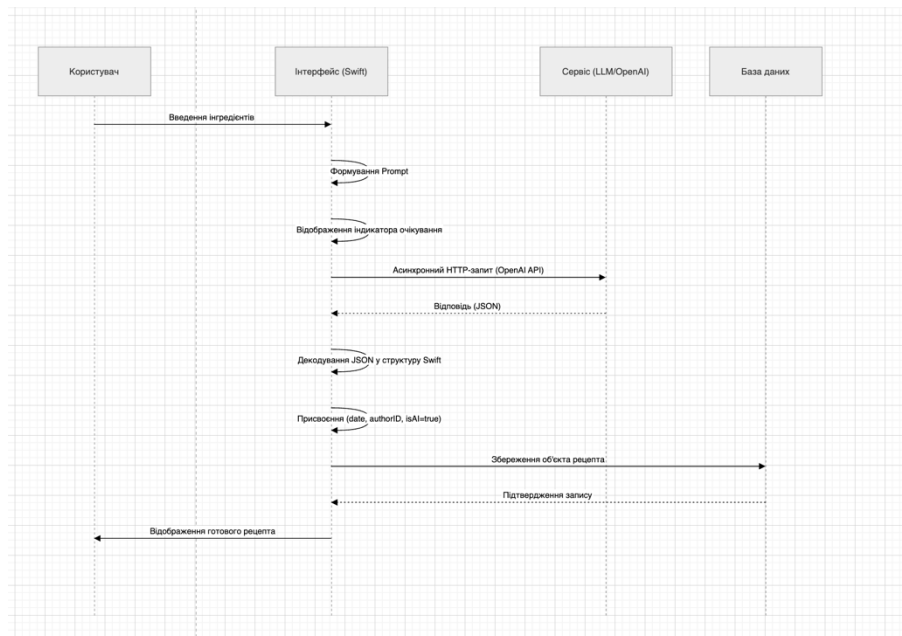 Користувач
Інтерфейс (Swift)
Сервіс (LLM/OpenAI)
База даних
Введення інгредієнтів
Формування Prompt
Відображення індикатора очікування
Асинхронний HTTP-запит (OpenAI API)
Відповідь (JSON)
Декодування JSON у структуру Swift
Присвоєння (date, authorID, isAI=true)
Збереження об'єкта рецепта
Підтвердження запису
Відображення готового рецепта